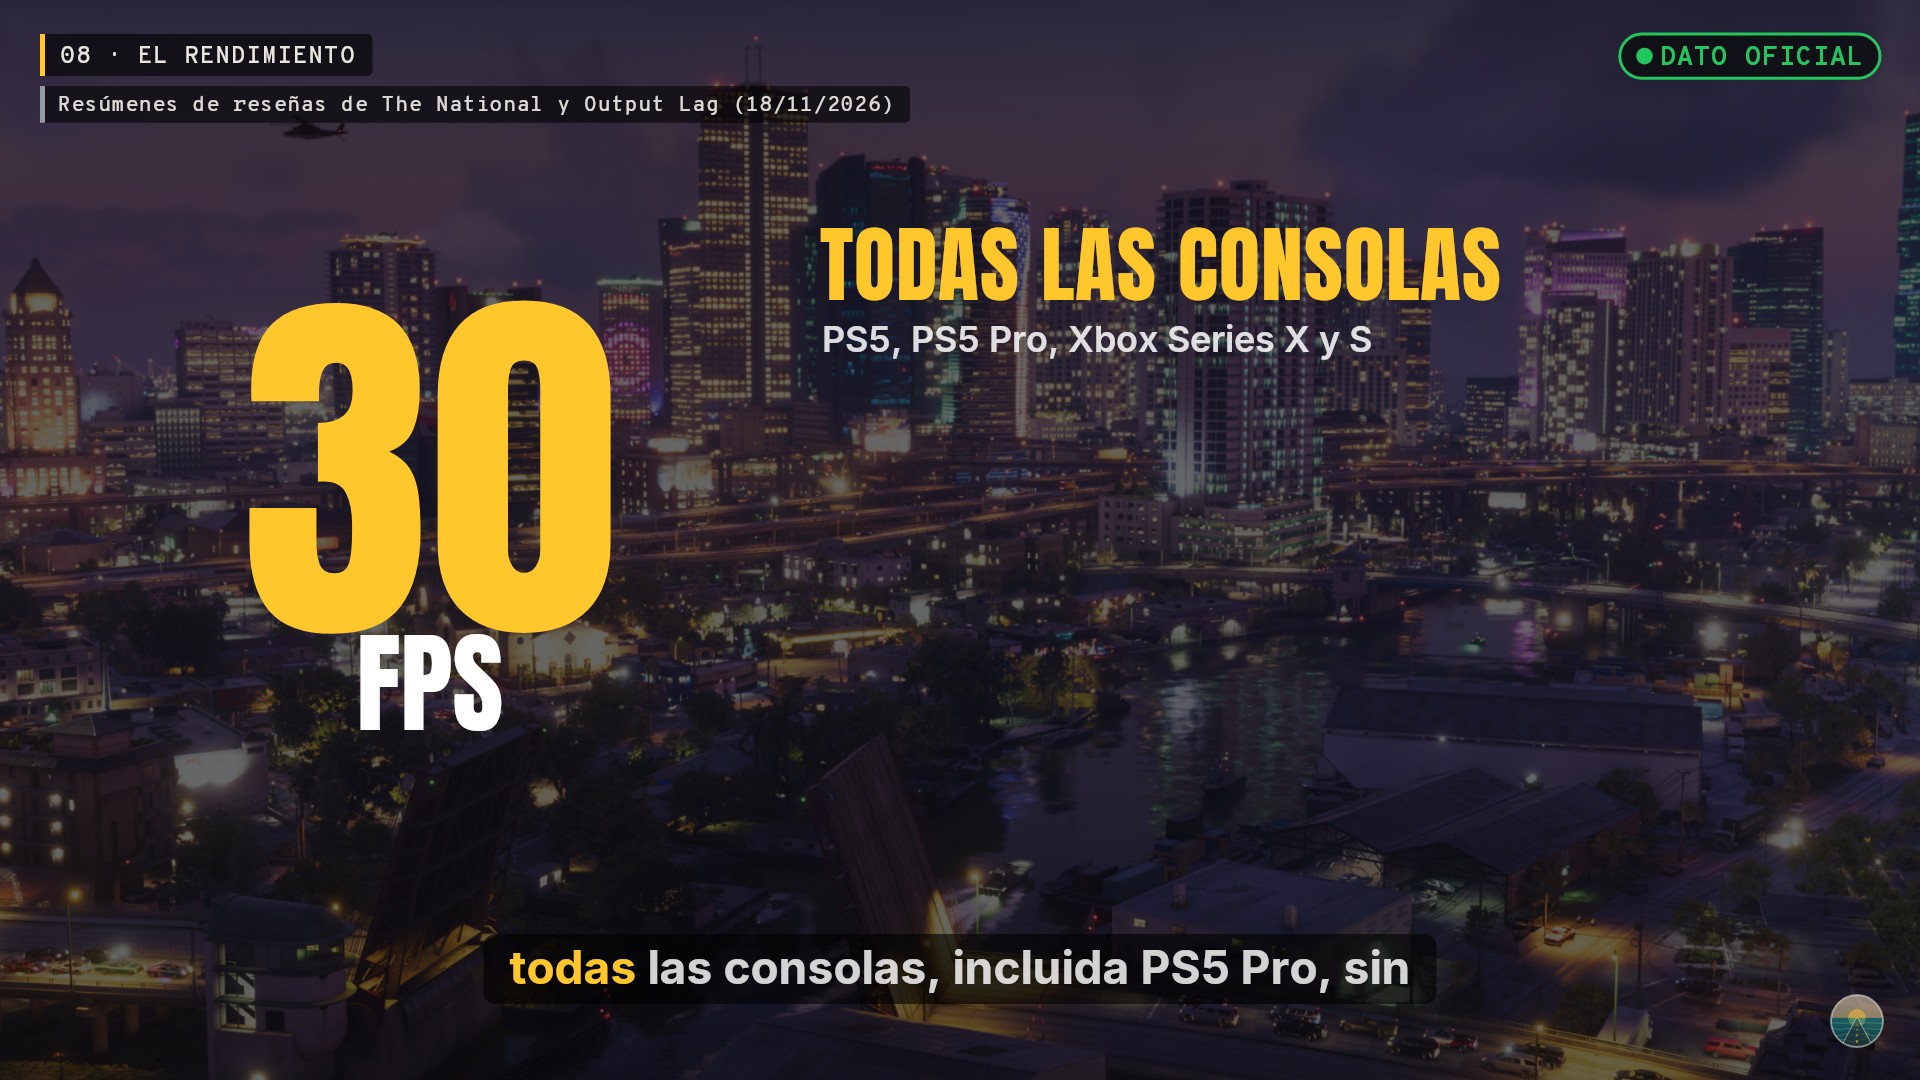 08 · EL RENDIMIENTO
DATO OFICIAL
Resúmenes de reseñas de The National y Output Lag (18/11/2026)
TODAS LAS CONSOLAS
PS5, PS5 Pro, Xbox Series X y S
30
FPS
todas las consolas, incluida PS5 Pro, sin